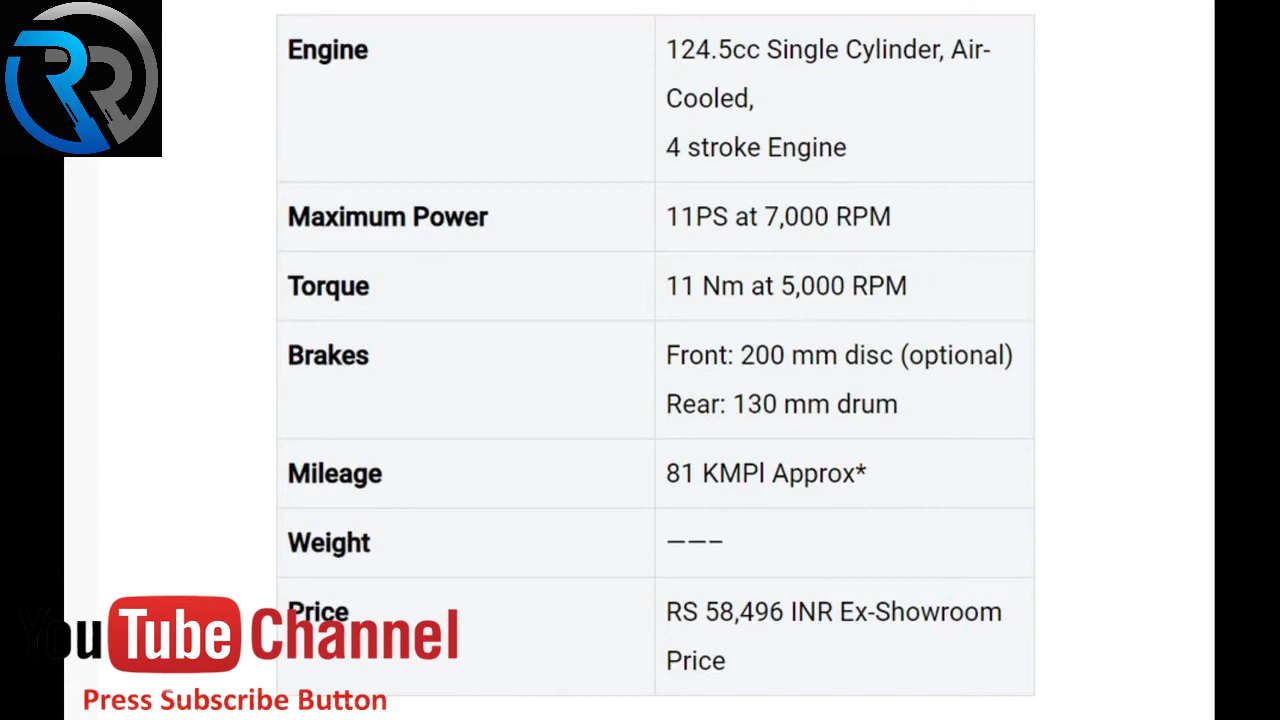 RR
Engine
124.5cc Single Cylinder, Air-
Cooled,
4 stroke Engine
Maximum Power
11PS at 7,000 RPM
Torque
11 Nm at 5,000 RPM
Brakes
Front: 200 mm disc (optional)
Rear: 130 mm drum
Mileage
81 KMPl Approx*
Weight
———
Price
RS 58,496 INR Ex-Showroom
Price
YouTube Channel
Press Subscribe Button